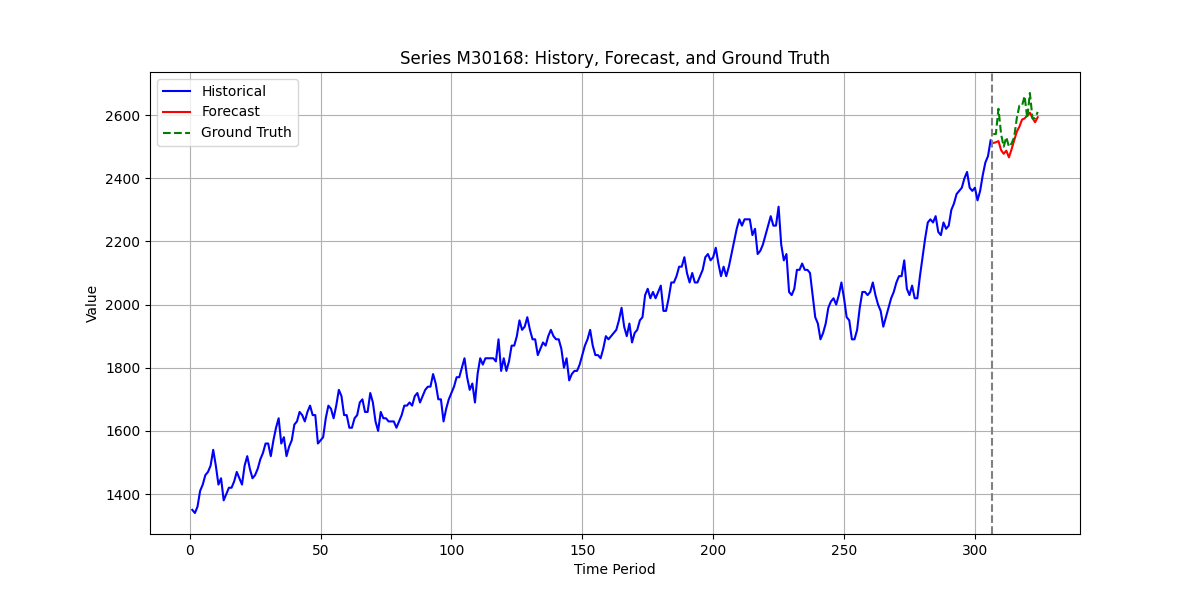 Series M30168: History, Forecast, and Ground Truth
Historical
Forecast
Ground Truth
Value
2600
2400
2200
2000
1800
1600
1400
0 50 100 150 200 250 300
Time Period